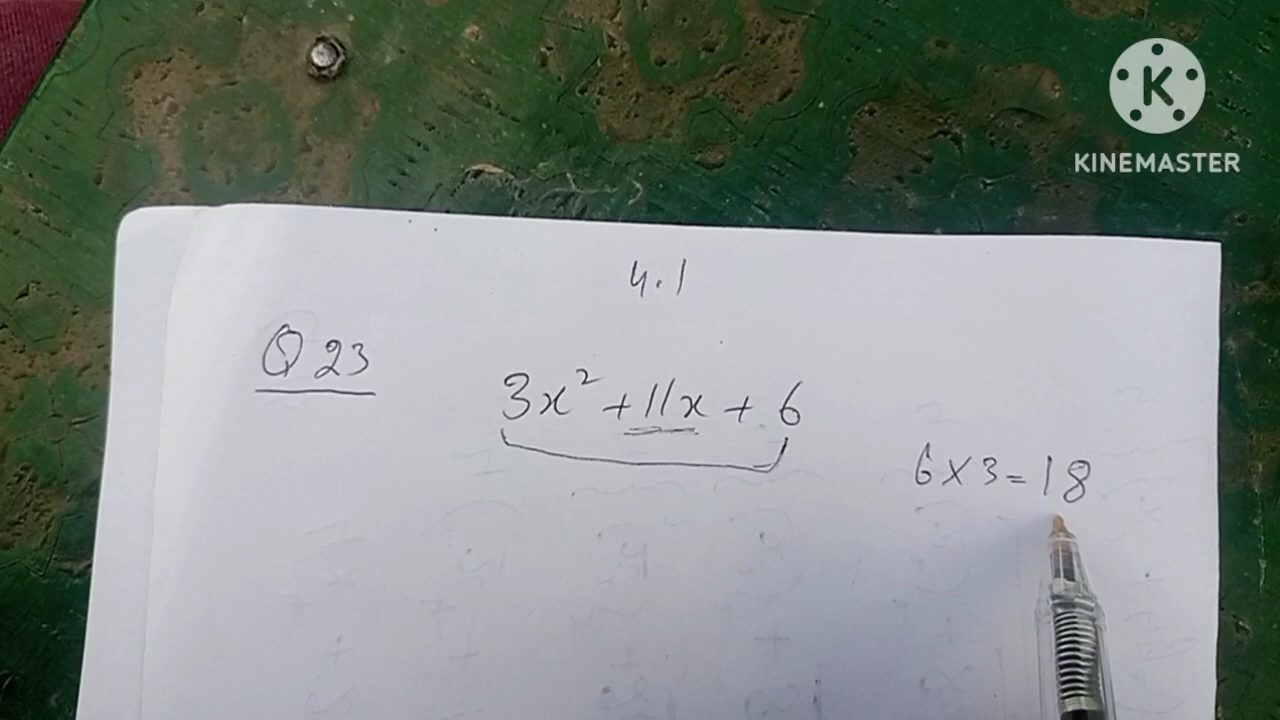 K
KINEMASTER
4.1
Q 23
3x² + 11x + 6
6 x 3 = 18